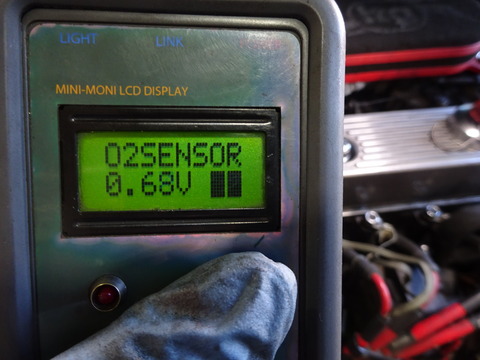 LIGHT LINK
MINI-MONI LCD DISPLAY
O2SENSOR
0.68V